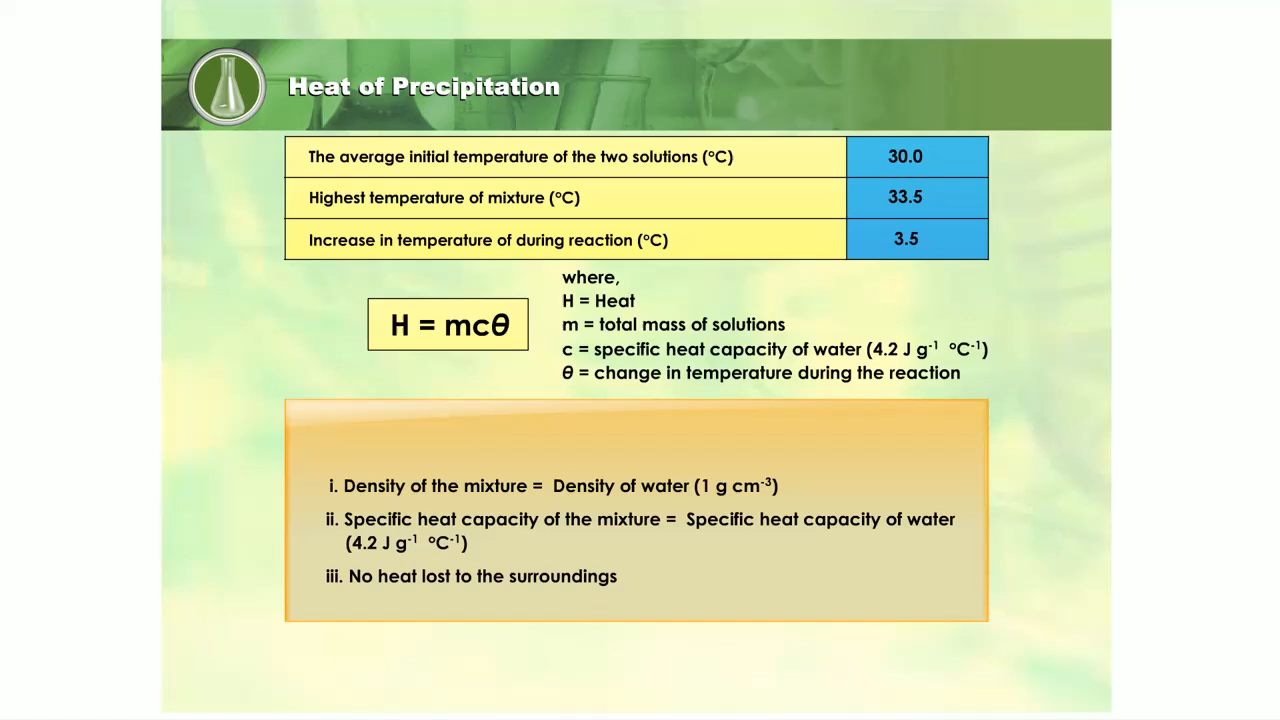 Heat of Precipitation
The average initial temperature of the two solutions (°C) 30.0
Highest temperature of mixture (°C) 33.5
Increase in temperature of during reaction (°C) 3.5
where,
H = Heat
H = mcθ
m = total mass of solutions
c = specific heat capacity of water (4.2 J g⁻¹ °C⁻¹)
θ = change in temperature during the reaction
i. Density of the mixture = Density of water (1 g cm⁻³)
ii. Specific heat capacity of the mixture = Specific heat capacity of water
(4.2 J g⁻¹ °C⁻¹)
iii. No heat lost to the surroundings